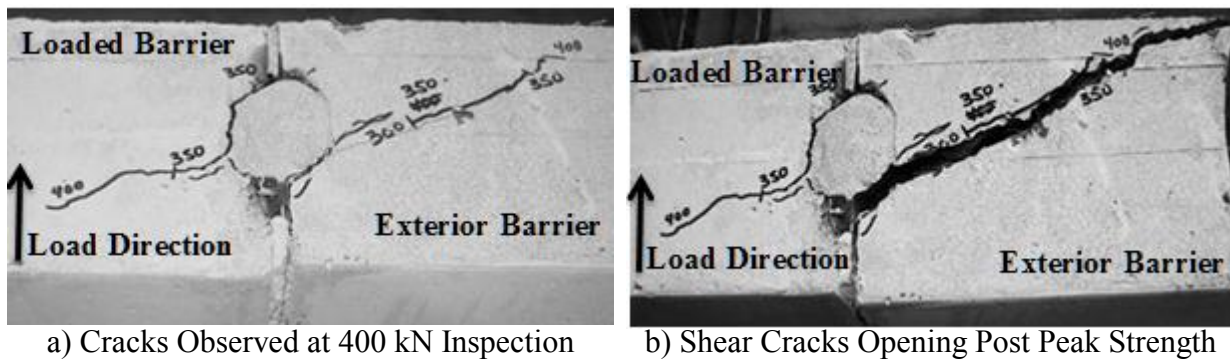 Loaded Barrier
350
350
400
350
400
300
400
350
Load Direction
Exterior Barrier
a) Cracks Observed at 400 kN Inspection
Loaded Barrier
350
350
400
350
400
300
400
350
Load Direction
Exterior Barrier
b) Shear Cracks Opening Post Peak Strength